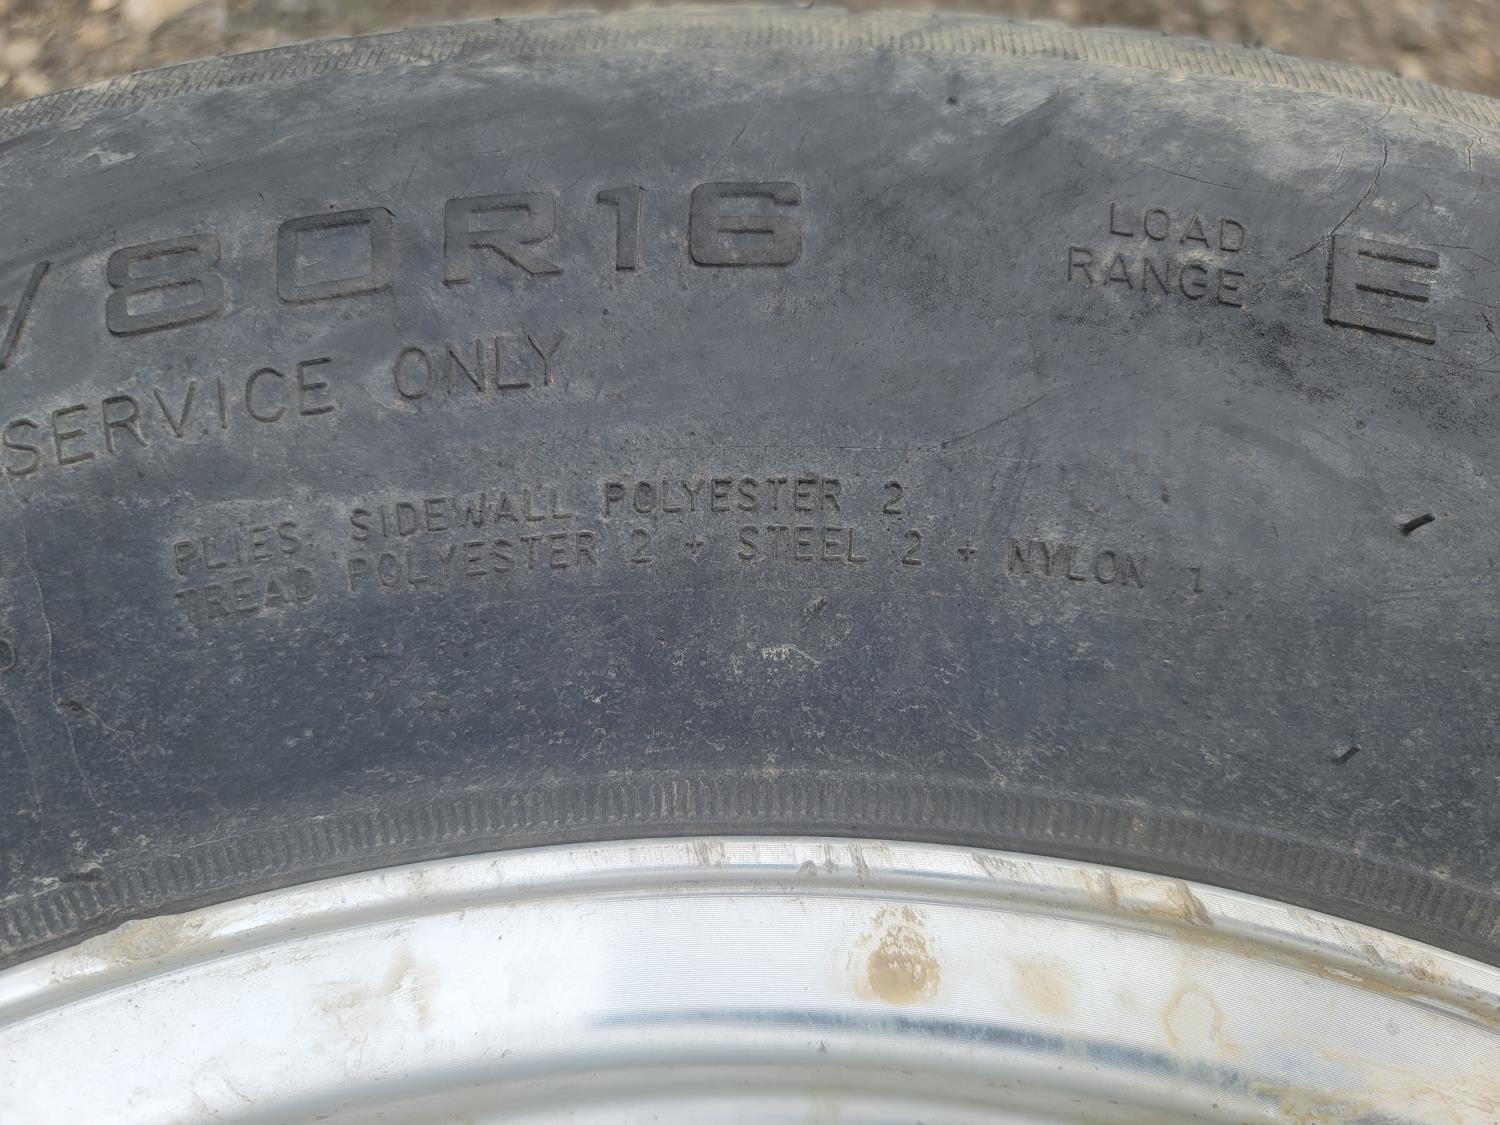 /80R16
LOAD
RANGE E
SERVICE ONLY
PLIES: SIDEWALL POLYESTER 2
TREAD POLYESTER 2 + STEEL 2 + NYLON 1